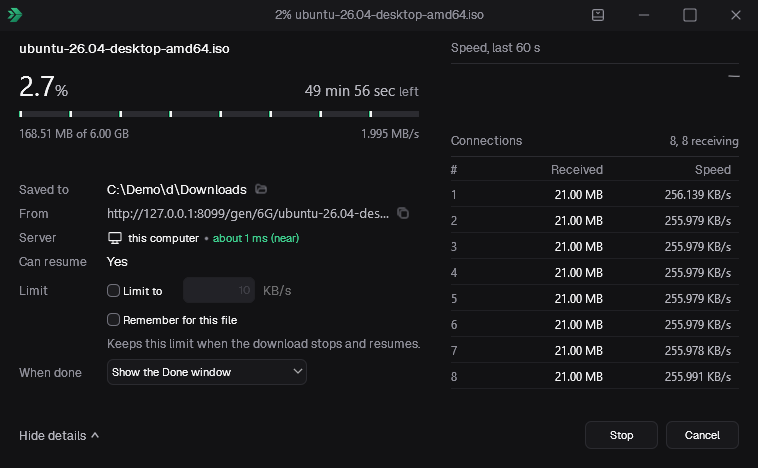 2% ubuntu-26.04-desktop-amd64.iso
ubuntu-26.04-desktop-amd64.iso
2.7%
49 min 56 sec left
168.51 MB of 6.00 GB
1.995 MB/s
Saved to C:\Demo\d\Downloads
From http://127.0.0.1:8099/gen/6G/ubuntu-26.04-des...
Server this computer • about 1 ms (near)
Can resume Yes
Limit Limit to 10 KB/s
Remember for this file
Keeps this limit when the download stops and resumes.
When done Show the Done window
Hide details
Speed, last 60 s
Connections 8, 8 receiving
# Received Speed
1 21.00 MB 256.139 KB/s
2 21.00 MB 255.979 KB/s
3 21.00 MB 255.979 KB/s
4 21.00 MB 255.979 KB/s
5 21.00 MB 255.979 KB/s
6 21.00 MB 255.979 KB/s
7 21.00 MB 255.978 KB/s
8 21.00 MB 255.991 KB/s
Stop Cancel